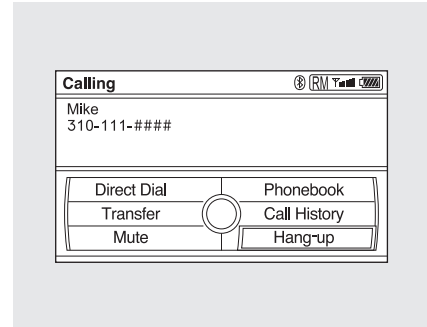 Calling RM
Mike
310-111-####
Direct Dial Phonebook
Transfer Call History
Mute Hang-up